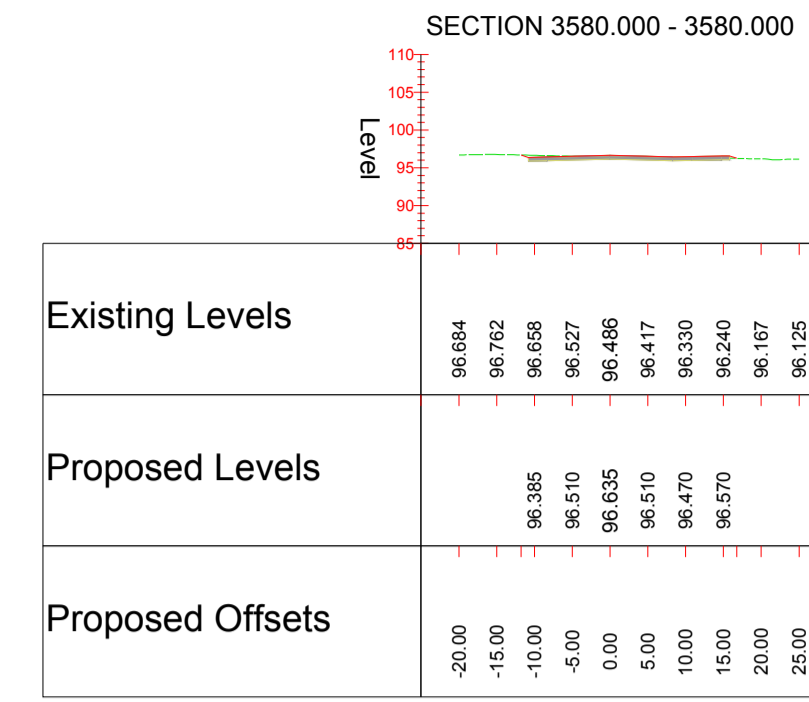 SECTION 3580.000 - 3580.000
110
105
100
95
90
85
Level
Existing Levels
96.684 96.762 96.658 96.527 96.486 96.417 96.330 96.240 96.167 96.125
Proposed Levels
96.385 96.510 96.635 96.510 96.470 96.570
Proposed Offsets
-20.00 -15.00 -10.00 -5.00 0.00 5.00 10.00 15.00 20.00 25.00